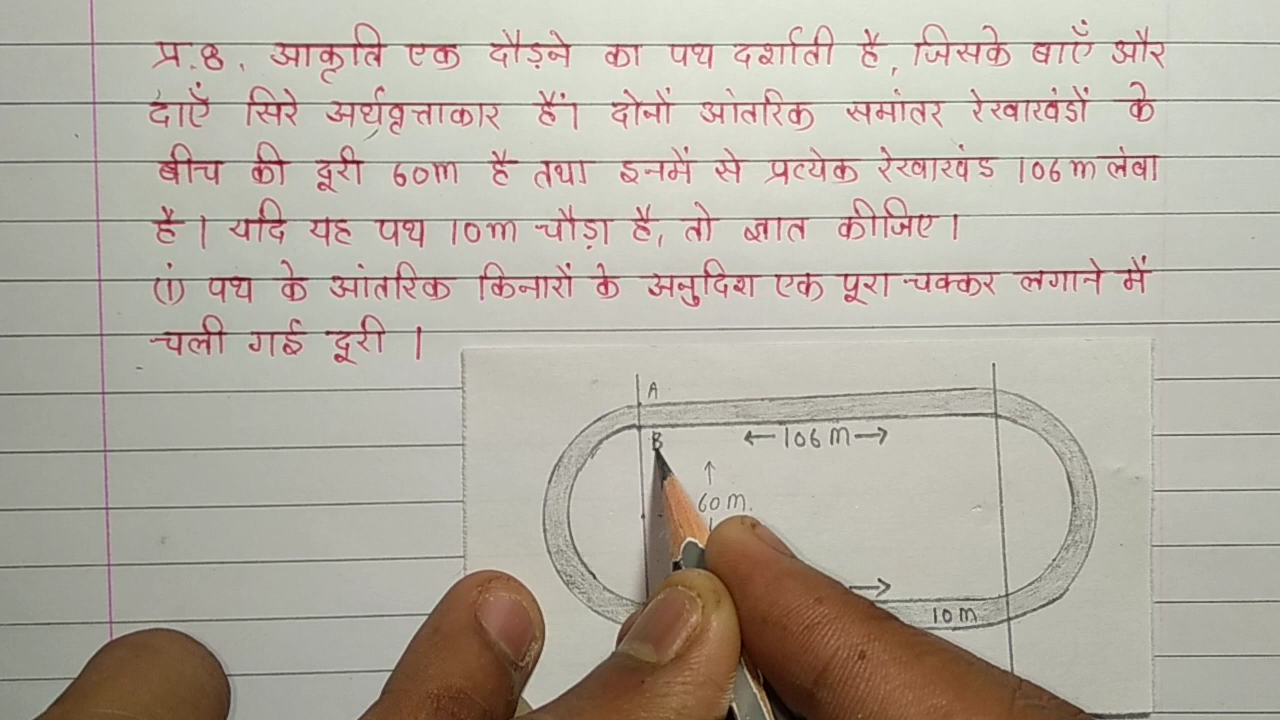 प्र.8. आकृति एक दौड़ने का पथ दर्शाती है, जिसके बाएँ और
दाएँ सिरे अर्धवृत्ताकार हैं। दोनों आंतरिक समांतर रेखाखंडों के
बीच की दूरी 60m है तथा इनमें से प्रत्येक रेखाखंड 106m लंबा
है। यदि यह पथ 10m चौड़ा है, तो ज्ञात कीजिए।
(i) पथ के आंतरिक किनारों के अनुदिश एक पूरा चक्कर लगाने में
चली गई दूरी।
A
B
←106m→
↑
60m.
→
10m